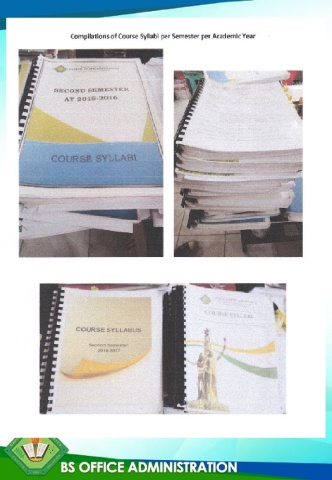 Compilations of Course Syllabi per Semester per Academic Year
SECOND SEMESTER
AY 2015-2016
COURSE SYLLABI
COURSE SYLLABUS
Second Semester
2016-2017
COURSE SYLLABI
BS OFFICE ADMINISTRATION